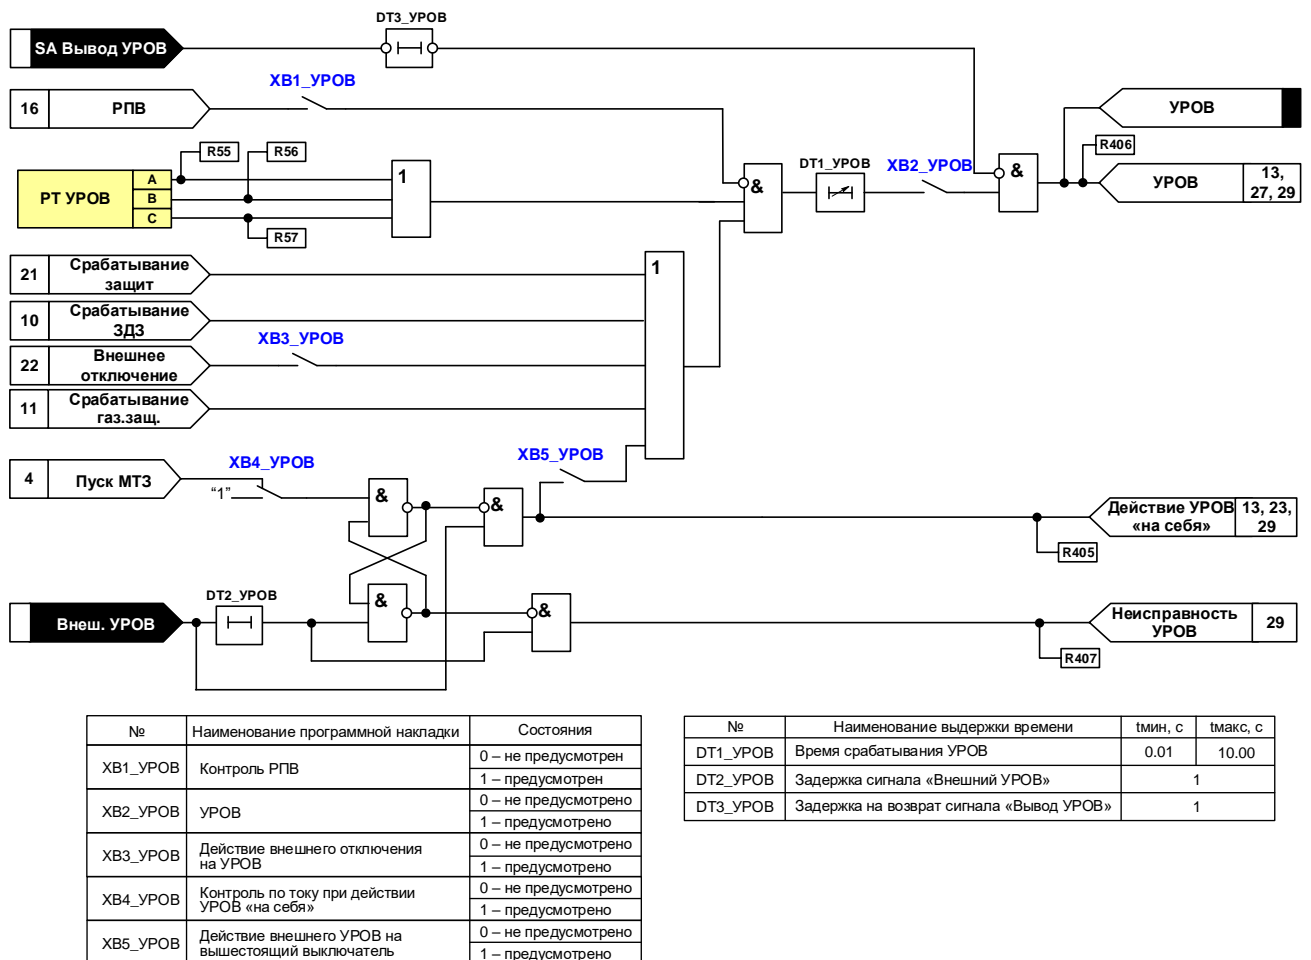 DT3_УРОВ
SA Вывод УРОВ
XB1_УРОВ
16 РПВ
УРОВ
R55
R56
R406
DT1_УРОВ
XB2_УРОВ
&
&
1
A
РТ УРОВ
B
C
УРОВ
13,
27, 29
R57
21
Срабатывание
защит
1
10
Срабатывание
ЗДЗ
XB3_УРОВ
22
Внешнее
отключение
11
Срабатывание
газ.защ.
XB4_УРОВ
XB5_УРОВ
4 Пуск МТЗ
“1”
&
&
Действие УРОВ
«на себя»
13, 23,
29
R405
DT2_УРОВ
&
&
Внеш. УРОВ
Неисправность
УРОВ
29
R407
№ Наименование программной накладки Состояния
XB1_УРОВ Контроль РПВ
0 – не предусмотрен
1 – предусмотрен
XB2_УРОВ УРОВ
0 – не предусмотрено
1 – предусмотрено
XB3_УРОВ
Действие внешнего отключения
на УРОВ
0 – не предусмотрено
1 – предусмотрено
XB4_УРОВ
Контроль по току при действии
УРОВ «на себя»
0 – не предусмотрено
1 – предусмотрено
XB5_УРОВ
Действие внешнего УРОВ на
вышестоящий выключатель
0 – не предусмотрено
1 – предусмотрено
№ Наименование выдержки времени tмин, с tмакс, с
DT1_УРОВ Время срабатывания УРОВ 0.01 10.00
DT2_УРОВ Задержка сигнала «Внешний УРОВ» 1
DT3_УРОВ Задержка на возврат сигнала «Вывод УРОВ» 1